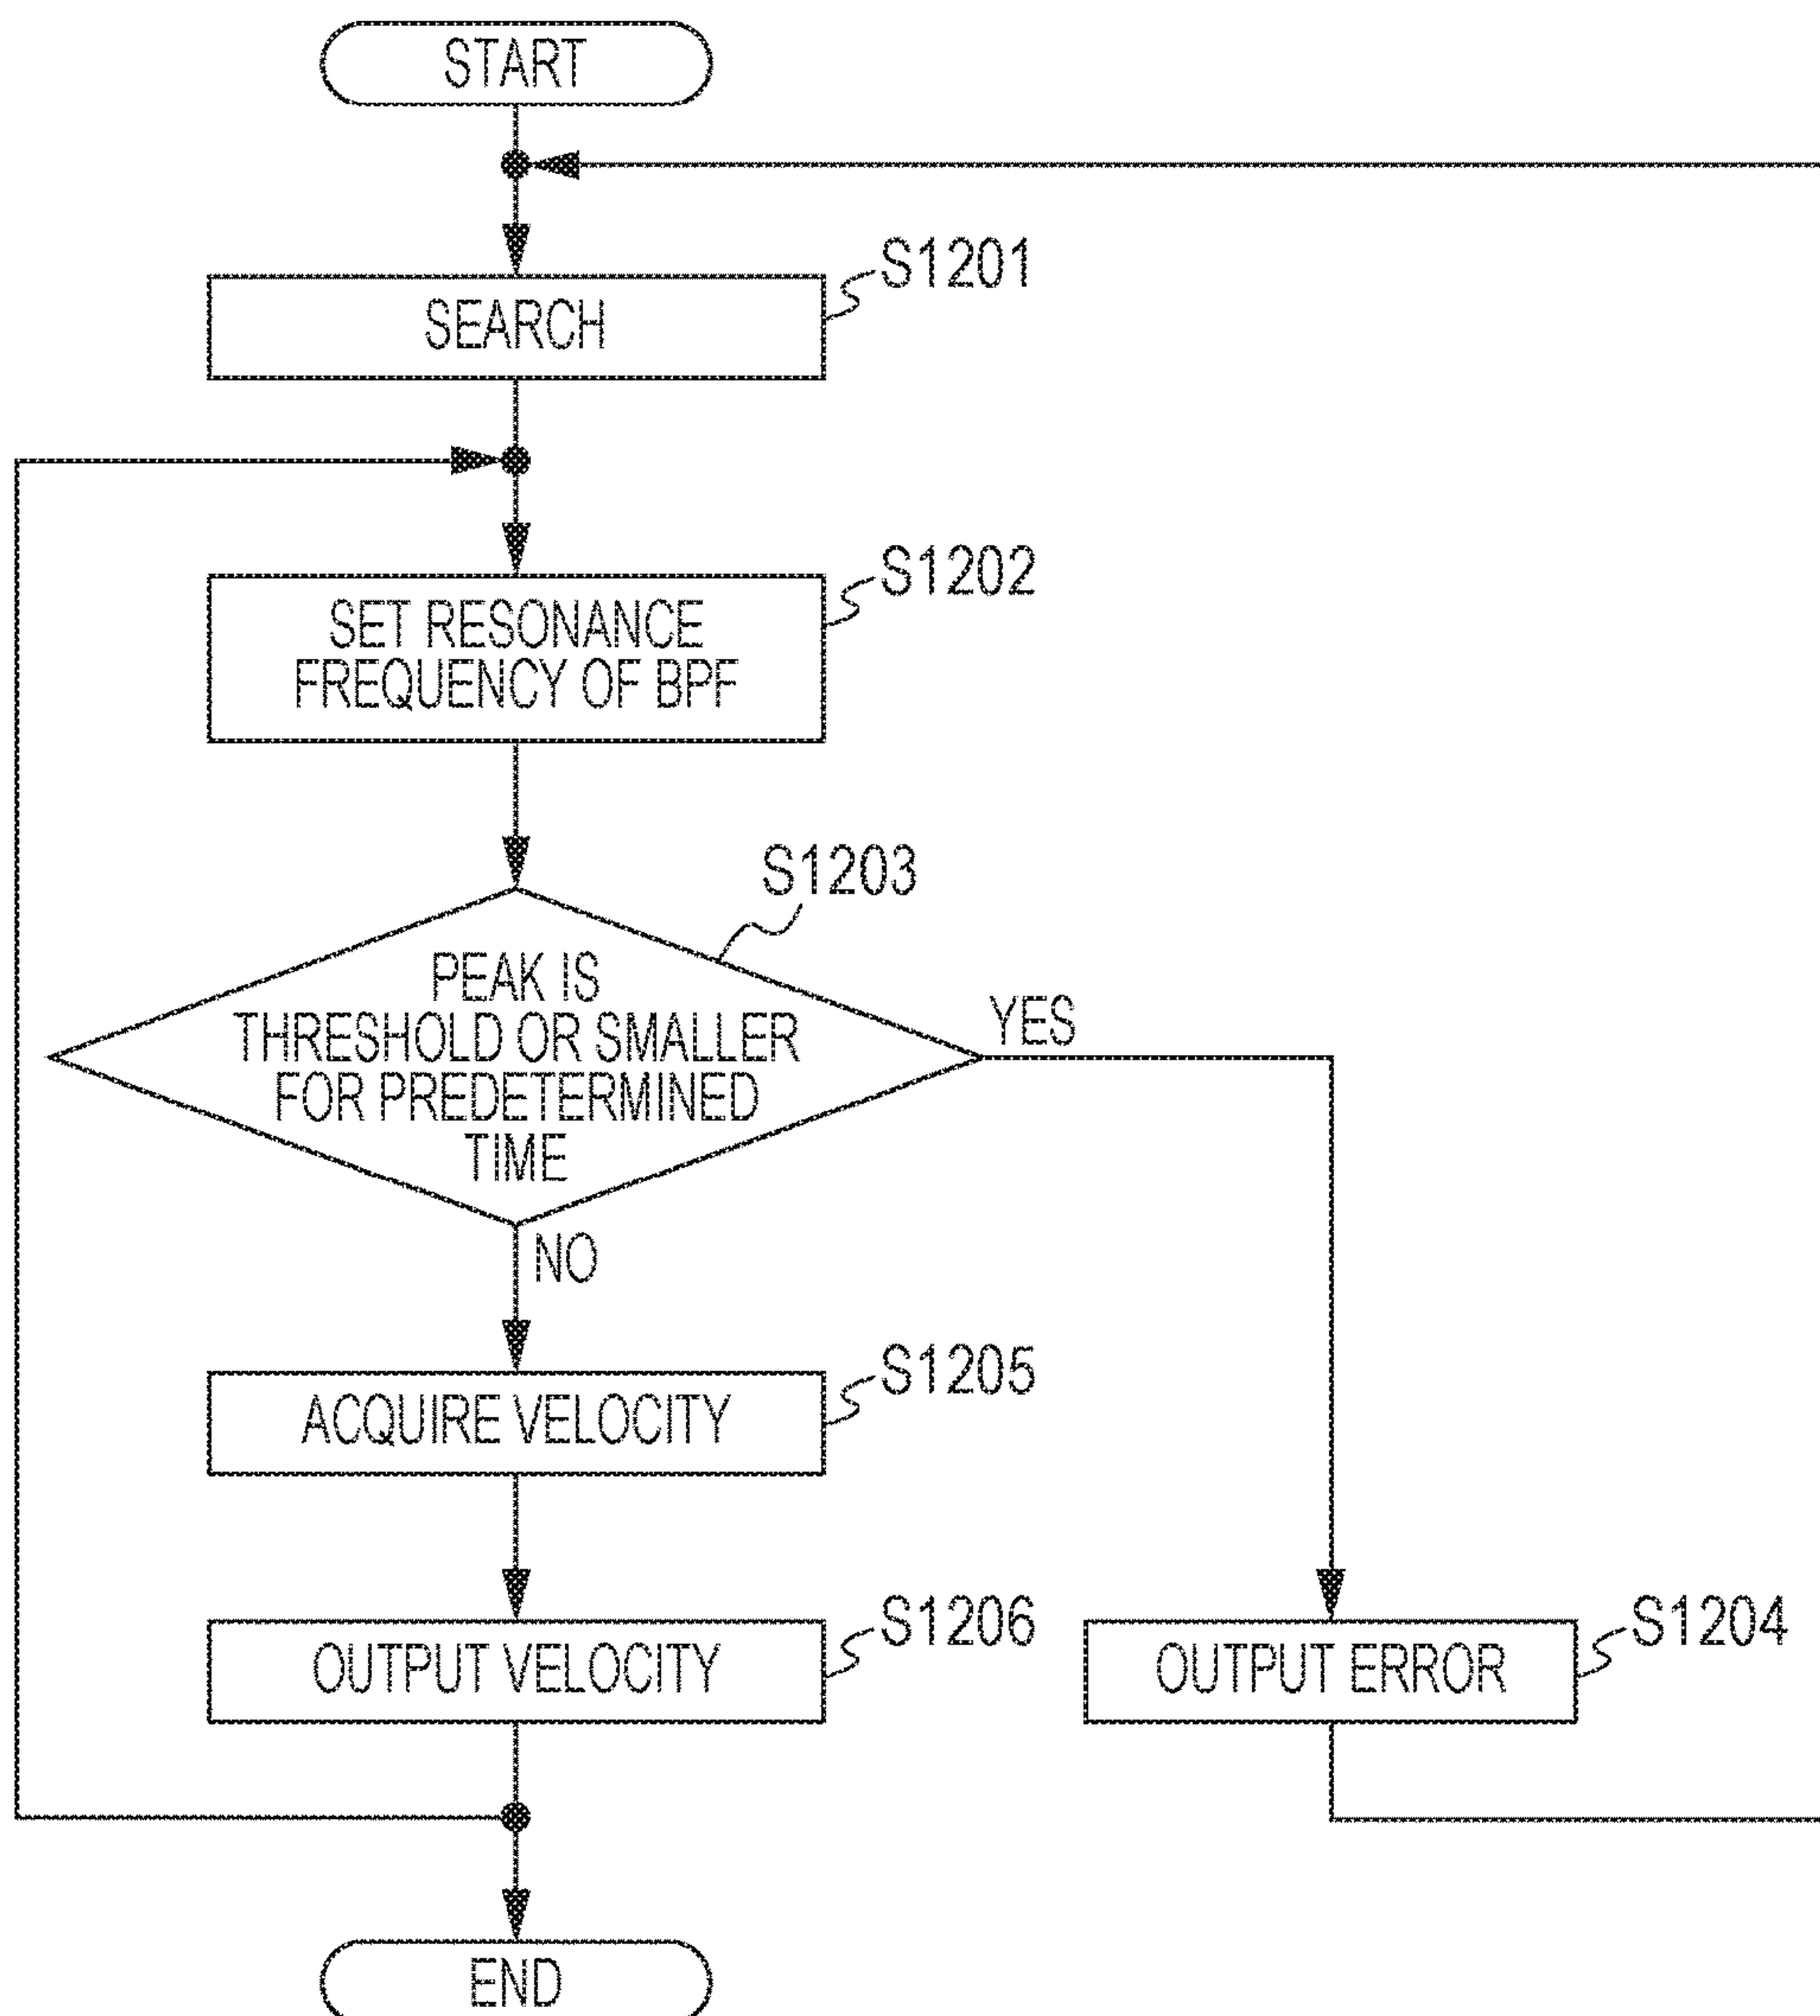 START
S1201
SEARCH
S1202
SET RESONANCE
FREQUENCY OF BPF
S1203
PEAK IS
THRESHOLD OR SMALLER
FOR PREDETERMINED
TIME
YES
NO
S1205
ACQUIRE VELOCITY
S1206
OUTPUT VELOCITY
S1204
OUTPUT ERROR
END